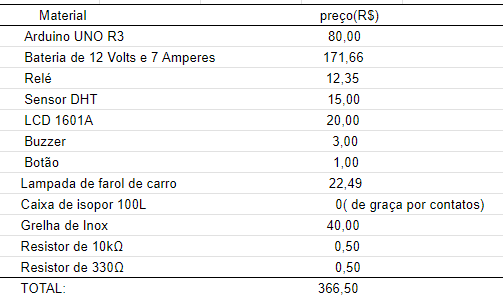 Material preço(R$)
Arduino UNO R3 80,00
Bateria de 12 Volts e 7 Amperes 171,66
Relé 12,35
Sensor DHT 15,00
LCD 1601A 20,00
Buzzer 3,00
Botão 1,00
Lampada de farol de carro 22,49
Caixa de isopor 100L 0( de graça por contatos)
Grelha de Inox 40,00
Resistor de 10kΩ 0,50
Resistor de 330Ω 0,50
TOTAL: 366,50